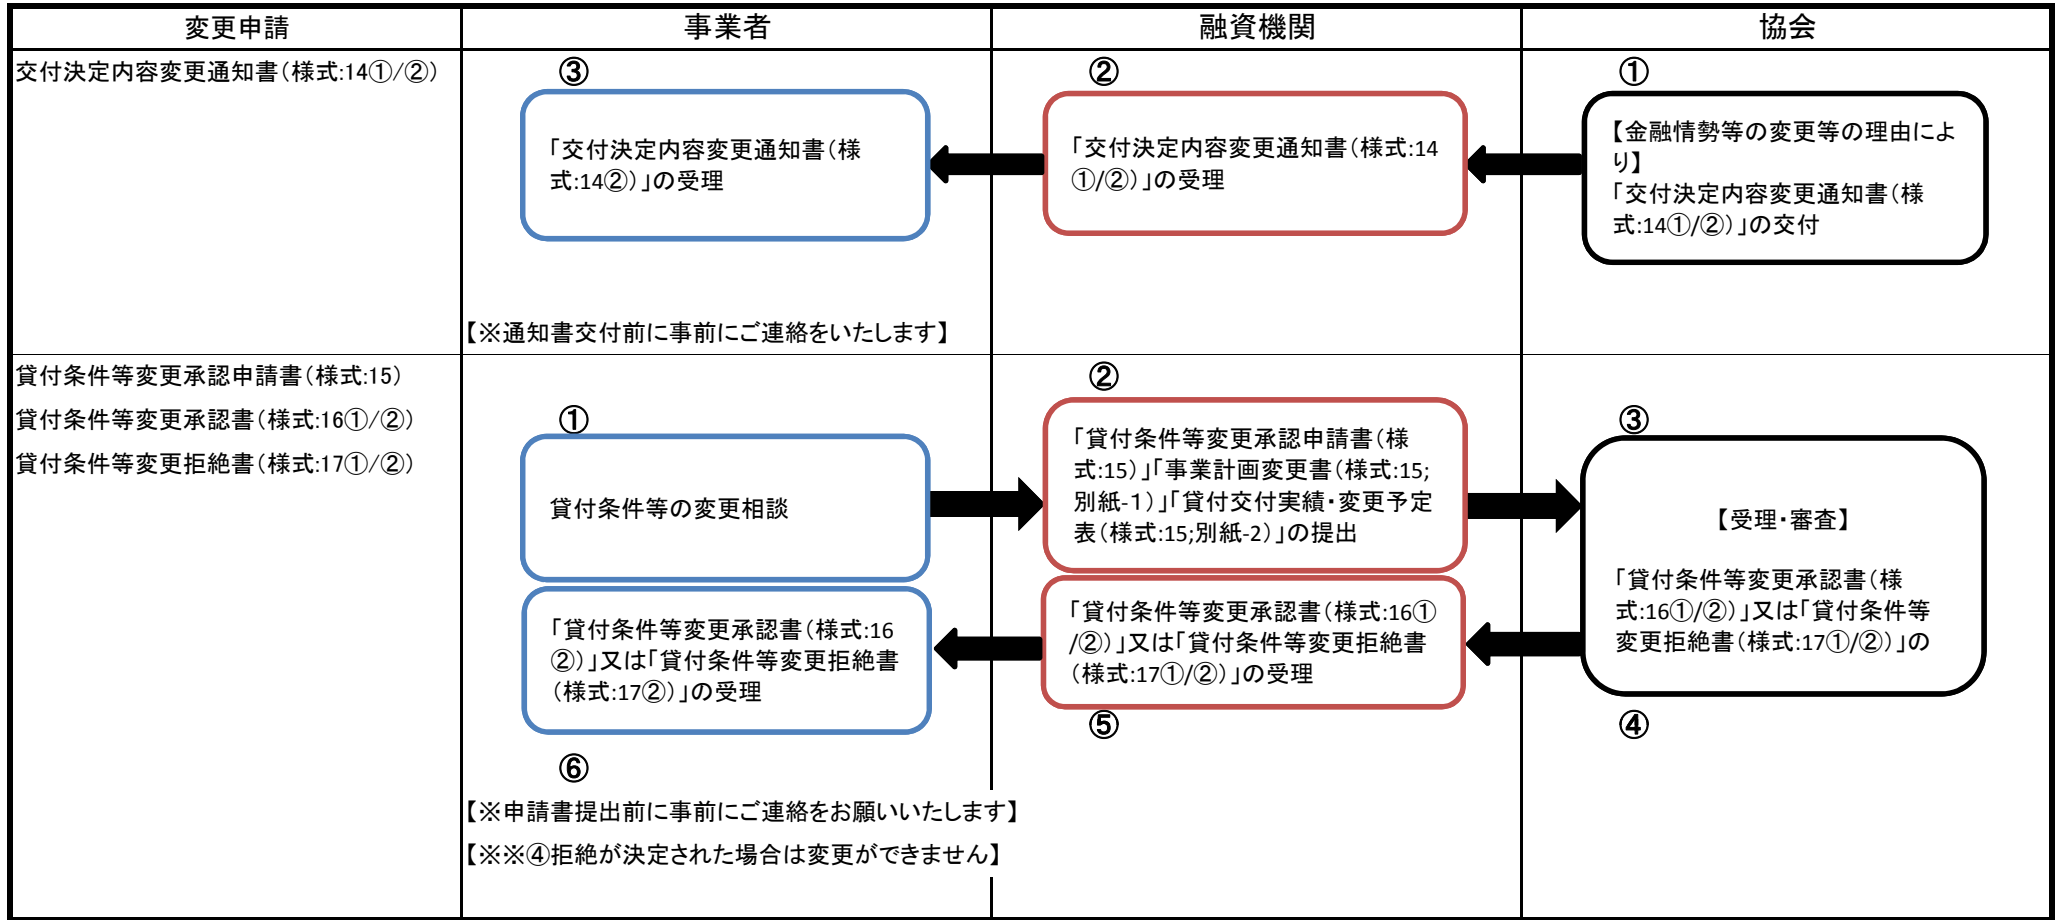 変更申請
事業者
融資機関
協会
交付決定内容変更通知書(様式:14①/②)
③
「交付決定内容変更通知書(様
式:14②)」の受理
②
「交付決定内容変更通知書(様式:14
①/②)」の受理
①
【金融情勢等の変更等の理由によ
り】
「交付決定内容変更通知書(様
式:14①/②)」の交付
【※通知書交付前に事前にご連絡をいたします】
貸付条件等変更承認申請書(様式:15)
貸付条件等変更承認書(様式:16①/②)
貸付条件等変更拒絶書(様式:17①/②)
①
貸付条件等の変更相談
②
「貸付条件等変更承認申請書(様
式:15)」「事業計画変更書(様式:15;
別紙-1)」「貸付交付実績・変更予定
表(様式:15;別紙-2)」の提出
③
【受理・審査】
「貸付条件等変更承認書(様
式:16①/②)」又は「貸付条件等
変更拒絶書(様式:17①/②)」の
④
「貸付条件等変更承認書(様式:16①
/②)」又は「貸付条件等変更拒絶書
(様式:17①/②)」の受理
⑤
「貸付条件等変更承認書(様式:16
②)」又は「貸付条件等変更拒絶書
(様式:17②)」の受理
⑥
【※申請書提出前に事前にご連絡をお願いいたします】
【※※④拒絶が決定された場合は変更ができません】